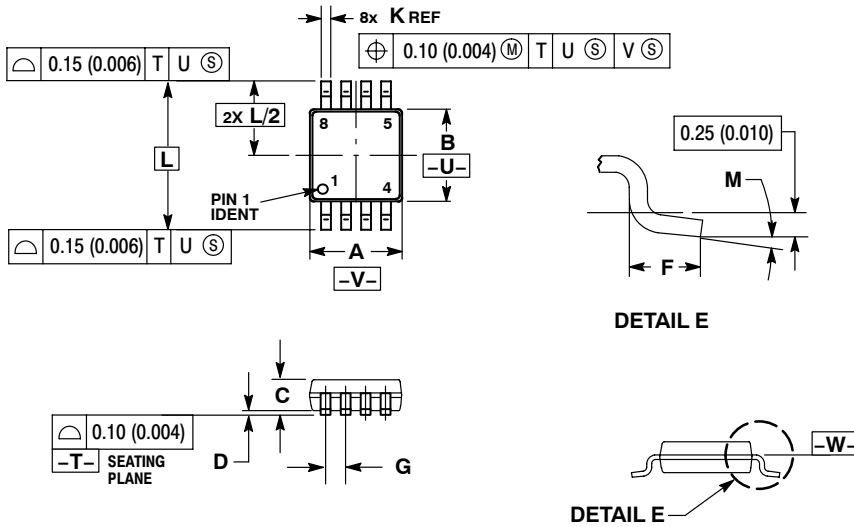 8x K REF
⌓ 0.15 (0.006) T U Ⓢ
⌖ 0.10 (0.004) Ⓜ T U Ⓢ V Ⓢ
2X L/2
8 5
B
-U-
L
1
4
PIN 1
IDENT
⌓ 0.15 (0.006) T U Ⓢ
A
-V-
0.25 (0.010)
M
F
DETAIL E
C
⌓ 0.10 (0.004)
-T- SEATING
PLANE
D
G
-W-
DETAIL E